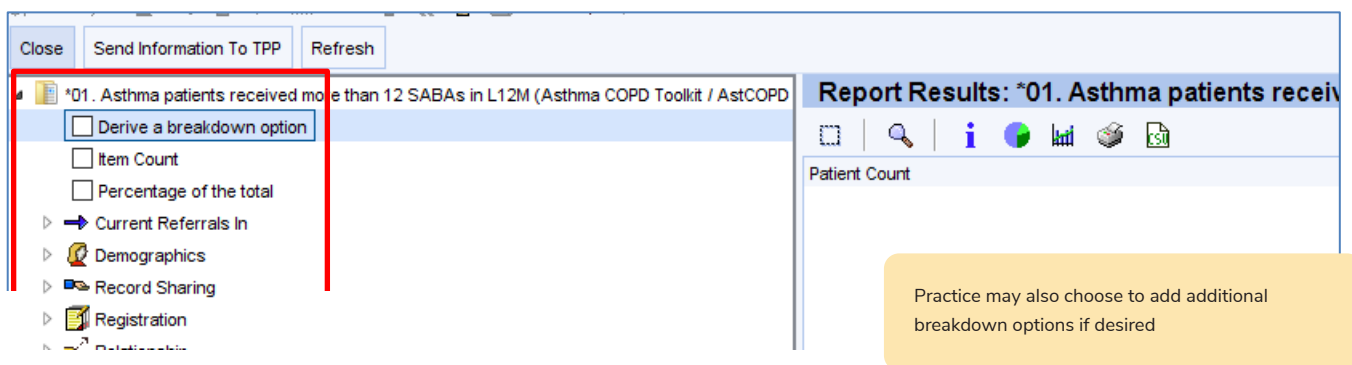 Close Send Information To TPP Refresh
*01. Asthma patients received more than 12 SABAs in L12M (Asthma COPD Toolkit / AstCOPD
Derive a breakdown option
Item Count
Percentage of the total
Current Referrals In
Demographics
Record Sharing
Registration
Relationship
Report Results: *01. Asthma patients receiv
CSV
Patient Count
Practice may also choose to add additional
breakdown options if desired